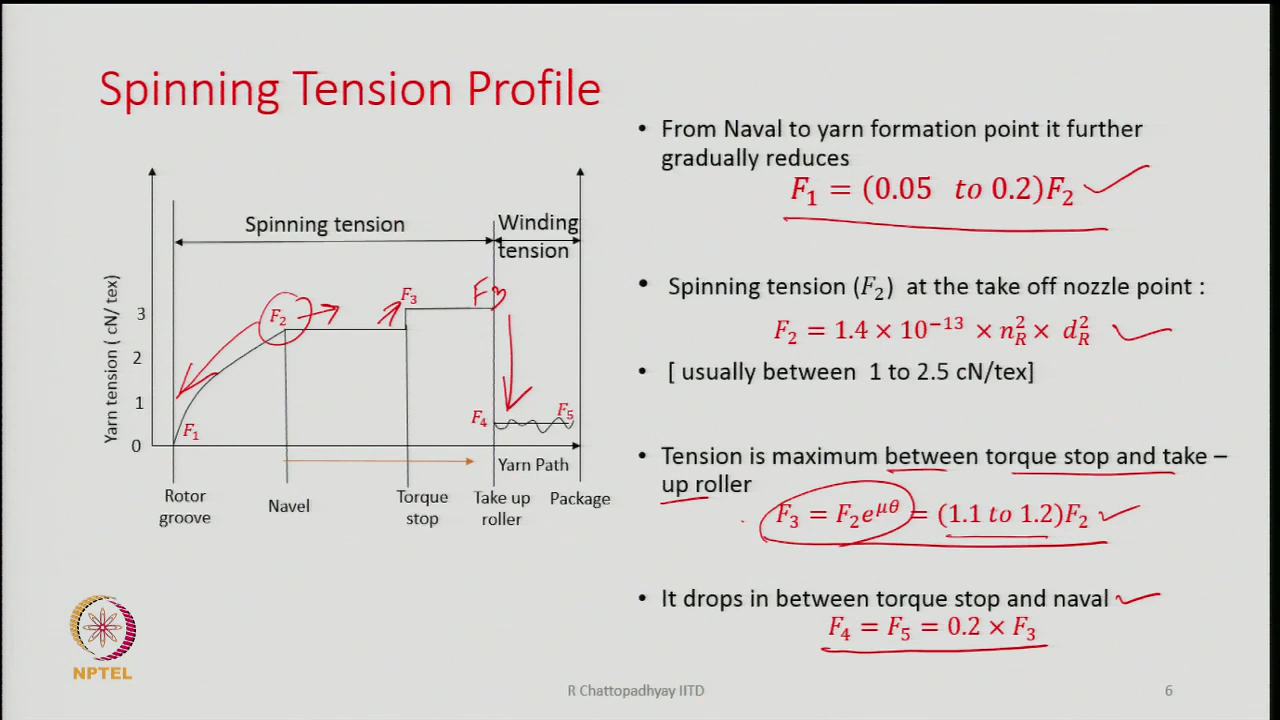 Spinning Tension Profile
Spinning tension
Winding
tension
Yarn tension ( cN/ tex)
3
2
1
0
F₁
F₂
F₃
F3
F₄
F₅
Yarn Path
Rotor
groove
Navel
Torque
stop
Take up
roller
Package
• From Naval to yarn formation point it further
gradually reduces
F₁ = (0.05 to 0.2)F₂
• Spinning tension (F₂) at the take off nozzle point :
F₂ = 1.4 × 10⁻¹³ × n_R² × d_R²
• [ usually between 1 to 2.5 cN/tex]
• Tension is maximum between torque stop and take –
up roller
F₃ = F₂e^{μθ} = (1.1 to 1.2)F₂
• It drops in between torque stop and naval
F₄ = F₅ = 0.2 × F₃
NPTEL
R Chattopadhyay IITD
6